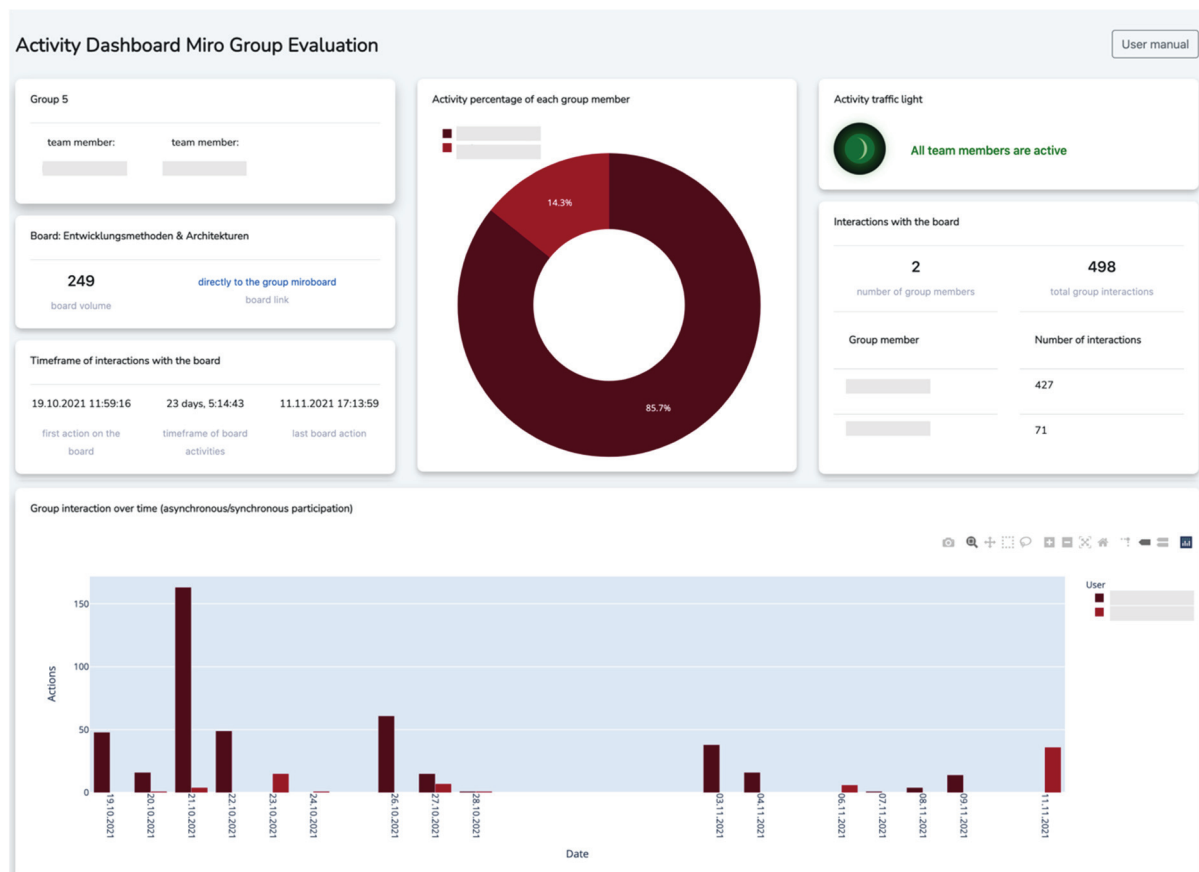 Activity Dashboard Miro Group Evaluation
User manual
Group 5
team member:
team member:
Board: Entwicklungsmethoden & Architekturen
249
board volume
directly to the group miroboard
board link
Timeframe of interactions with the board
19.10.2021 11:59:16
first action on the
board
23 days, 5:14:43
timeframe of board
activities
11.11.2021 17:13:59
last board action
Activity percentage of each group member
14.3%
85.7%
Activity traffic light
All team members are active
Interactions with the board
2
number of group members
498
total group interactions
Group member
Number of interactions
427
71
Group interaction over time (asynchronous/synchronous participation)
User
Actions
150
100
50
0
19.10.2021
20.10.2021
21.10.2021
22.10.2021
23.10.2021
24.10.2021
26.10.2021
27.10.2021
28.10.2021
03.11.2021
04.11.2021
06.11.2021
07.11.2021
08.11.2021
09.11.2021
11.11.2021
Date